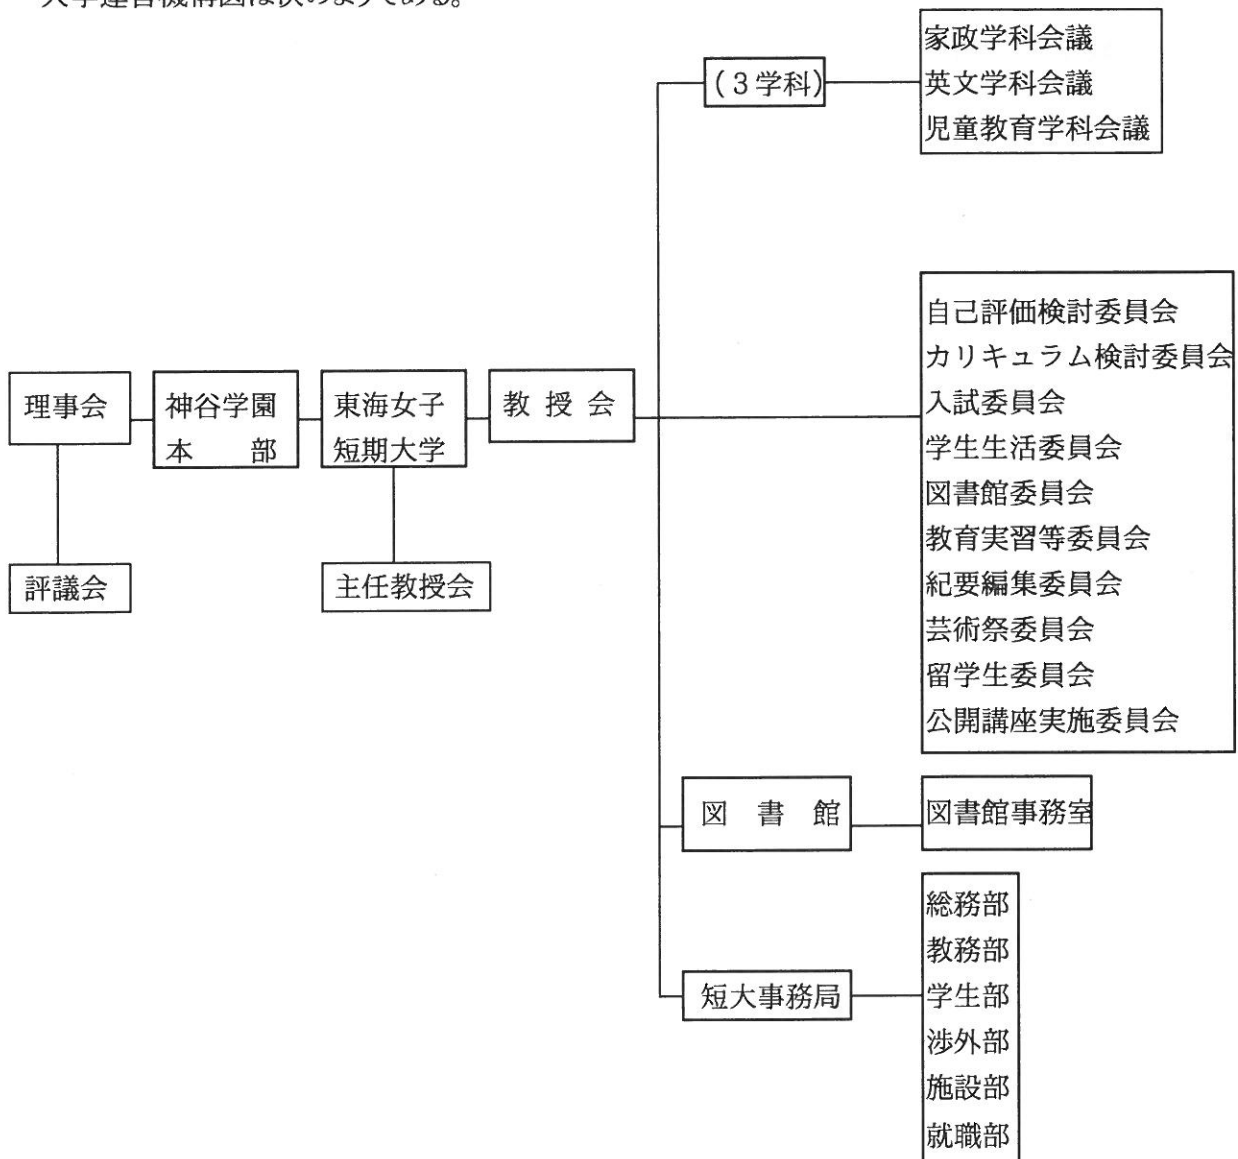 大学運営機構図は次のようである。
(3学科)
家政学科会議
英文学科会議
児童教育学科会議
理事会
評議会
神谷学園
本　　部
東海女子
短期大学
主任教授会
教 授 会
自己評価検討委員会
カリキュラム検討委員会
入試委員会
学生生活委員会
図書館委員会
教育実習等委員会
紀要編集委員会
芸術祭委員会
留学生委員会
公開講座実施委員会
図　書　館
図書館事務室
短大事務局
総務部
教務部
学生部
渉外部
施設部
就職部